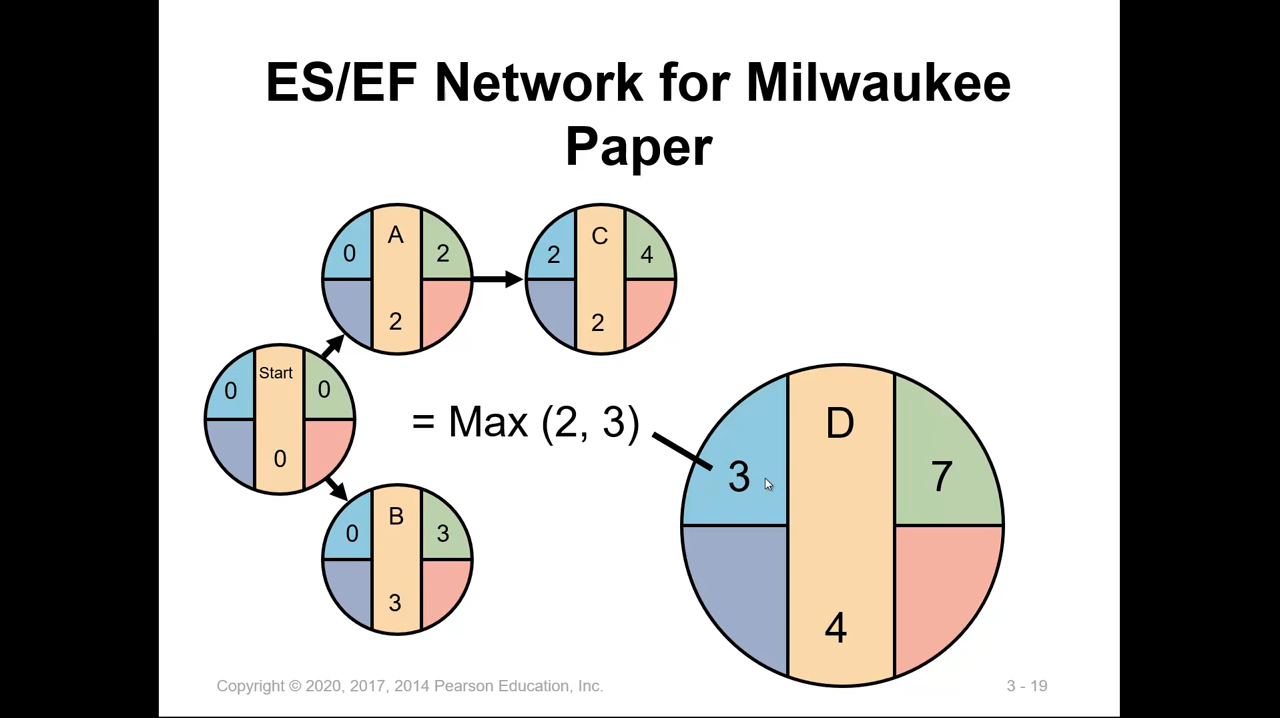 ES/EF Network for Milwaukee
Paper
A
0
2
2
C
2
4
2
Start
0
0
0
= Max (2, 3)
D
3
7
4
B
0
3
3
Copyright © 2020, 2017, 2014 Pearson Education, Inc.
3 - 19